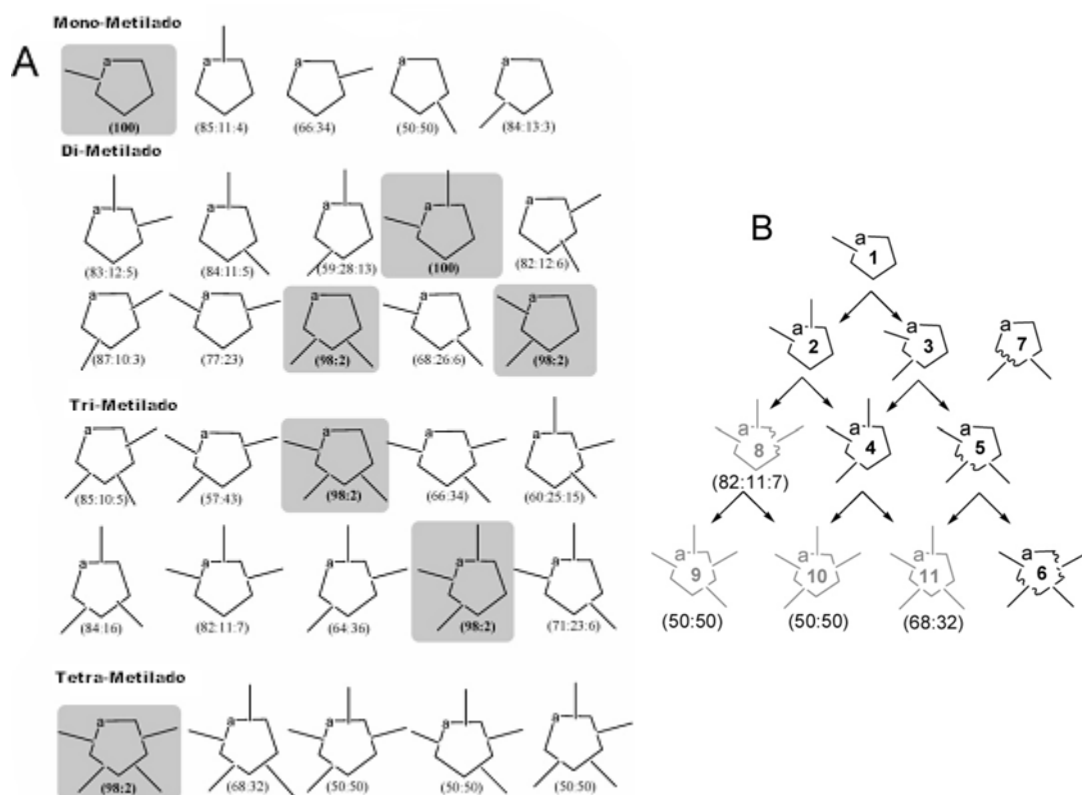 Mono-Metilado
A
a a a a a
(100) (85:11:4) (66:34) (50:50) (84:13:3)
Di-Metilado
a a a a a
(83:12:5) (84:11:5) (59:28:13) (100) (82:12:6)
a a a a a
(87:10:3) (77:23) (98:2) (68:26:6) (98:2)
Tri-Metilado
a a a a a
(85:10:5) (57:43) (98:2) (66:34) (60:25:15)
a a a a a
(84:16) (82:11:7) (64:36) (98:2) (71:23:6)
Tetra-Metilado
a a a a a
(98:2) (68:32) (50:50) (50:50) (50:50)
B
a 1
a 2 a 3 a 7
a 8 a 4 a 5
(82:11:7)
a 9 a 10 a 11 a 6
(50:50) (50:50) (68:32)